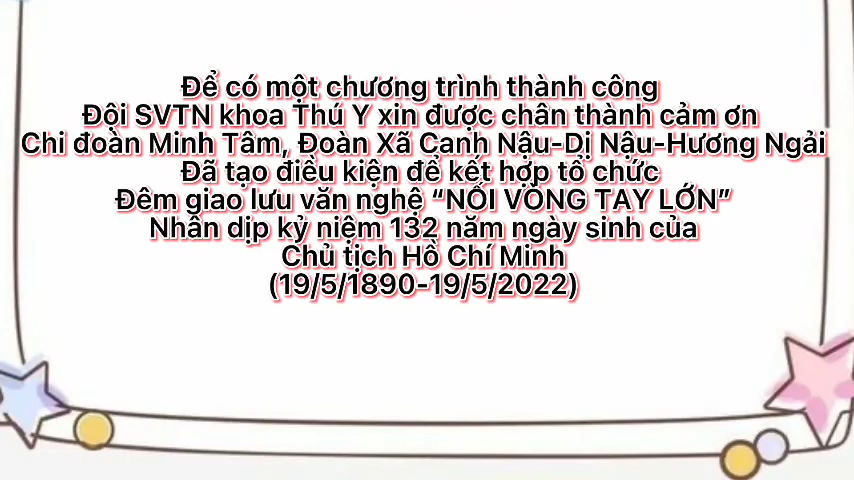 Để có một chương trình thành công
Đội SVTN khoa Thú Y xin được chân thành cảm ơn
Chi đoàn Minh Tâm, Đoàn Xã Canh Nậu-Dị Nậu-Hương Ngải
Đã tạo điều kiện để kết hợp tổ chức
Đêm giao lưu văn nghệ “NỐI VÒNG TAY LỚN”
Nhân dịp kỷ niệm 132 năm ngày sinh của
Chủ tịch Hồ Chí Minh
(19/5/1890-19/5/2022)